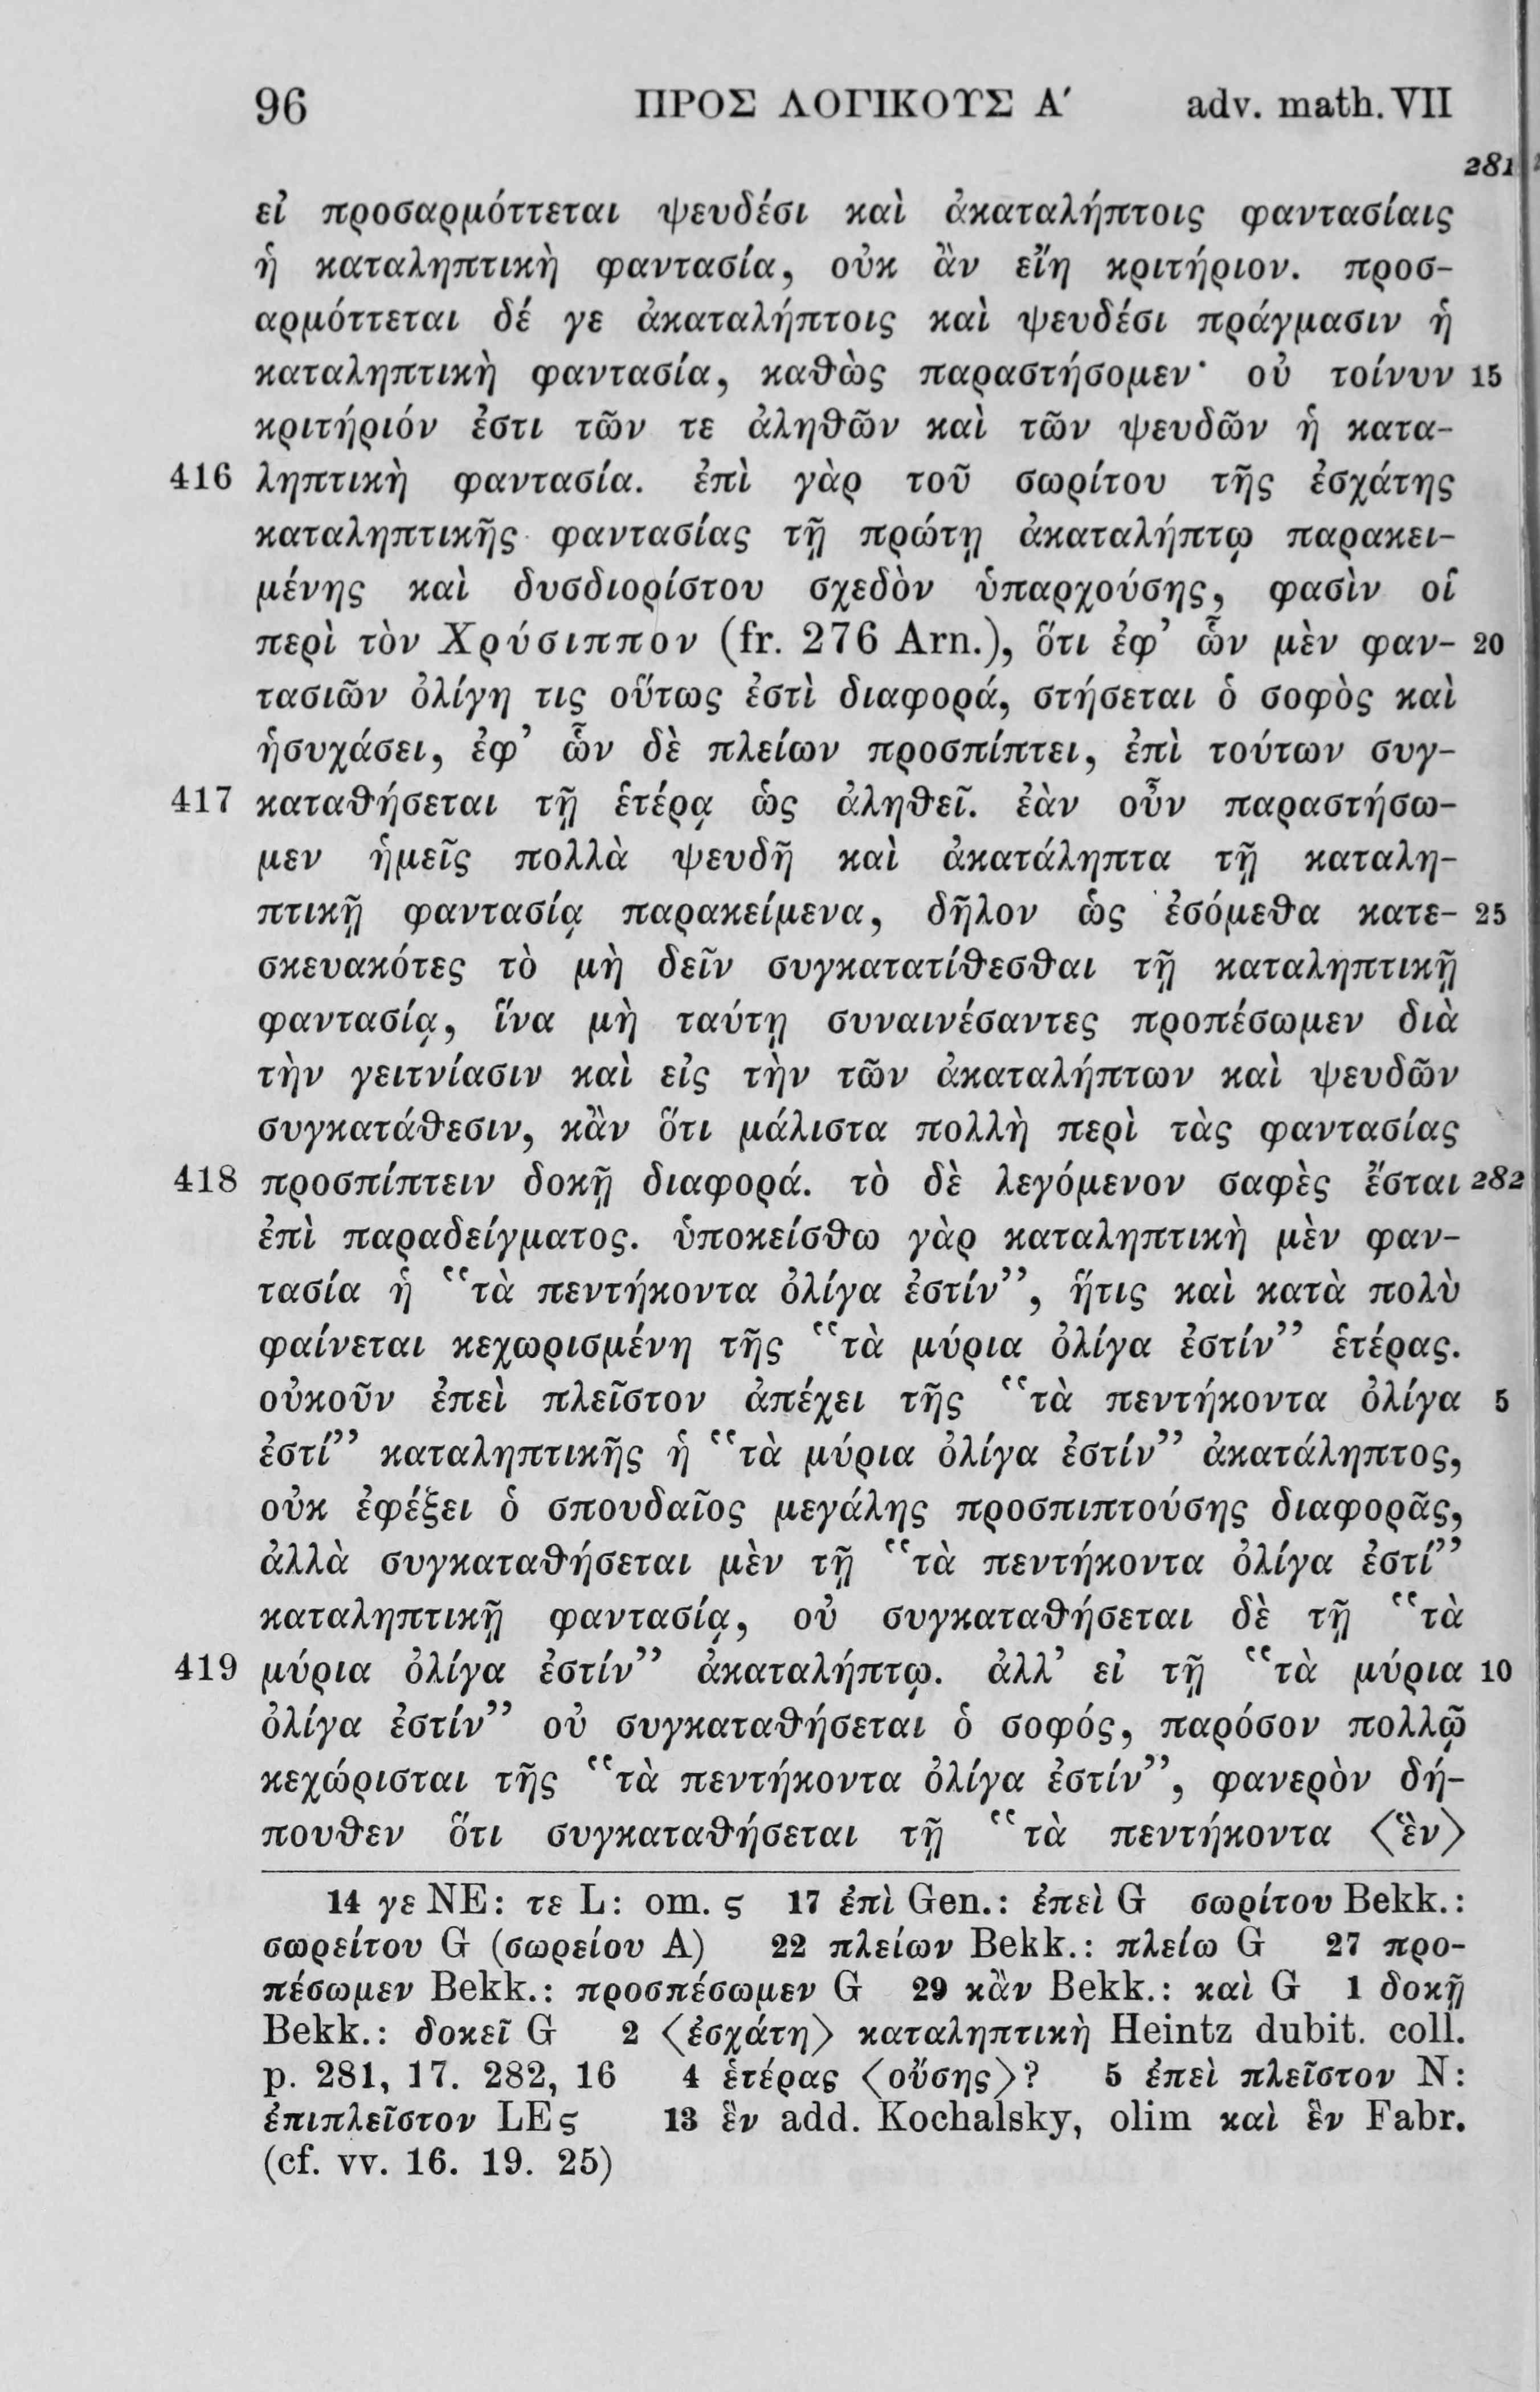 96 ΠΡΟΣ ΛΟΓΙΚΟΥΣ Α′ adv. math. VII
281
εἰ προσαρμόττεται ψευδέσι καὶ ἀκαταλήπτοις φαντασίαις
ἡ καταληπτικὴ φαντασία, οὐκ ἂν εἴη κριτήριον. προσ-
αρμόττεται δέ γε ἀκαταλήπτοις καὶ ψευδέσι πράγμασιν ἡ
καταληπτικὴ φαντασία, καθὼς παραστήσομεν· οὐ τοίνυν 15
κριτήριόν ἐστι τῶν τε ἀληθῶν καὶ τῶν ψευδῶν ἡ κατα-
416 ληπτικὴ φαντασία. ἐπὶ γὰρ τοῦ σωρίτου τῆς ἐσχάτης
καταληπτικῆς φαντασίας τῇ πρώτῃ ἀκαταλήπτῳ παρακει-
μένης καὶ δυσδιορίστου σχεδὸν ὑπαρχούσης, φασὶν οἱ
περὶ τὸν Χρύσιππον (fr. 276 Arn.), ὅτι ἐφ’ ὧν μὲν φαν- 20
τασιῶν ὀλίγη τις οὕτως ἐστὶ διαφορά, στήσεται ὁ σοφὸς καὶ
ἡσυχάσει, ἐφ’ ὧν δὲ πλείων προσπίπτει, ἐπὶ τούτων συγ-
417 καταθήσεται τῇ ἑτέρᾳ ὡς ἀληθεῖ. ἐὰν οὖν παραστήσω-
μεν ἡμεῖς πολλὰ ψευδῆ καὶ ἀκατάληπτα τῇ καταλη-
πτικῇ φαντασίᾳ παρακείμενα, δῆλον ὡς ἐσόμεθα κατε- 25
σκευακότες τὸ μὴ δεῖν συγκατατίθεσθαι τῇ καταληπτικῇ
φαντασίᾳ, ἵνα μὴ ταύτῃ συναινέσαντες προπέσωμεν διὰ
τὴν γειτνίασιν καὶ εἰς τὴν τῶν ἀκαταλήπτων καὶ ψευδῶν
συγκατάθεσιν, κἂν ὅτι μάλιστα πολλὴ περὶ τὰς φαντασίας
418 προσπίπτειν δοκῇ διαφορά. τὸ δὲ λεγόμενον σαφὲς ἔσται 282
ἐπὶ παραδείγματος. ὑποκείσθω γὰρ καταληπτικὴ μὲν φαν-
τασία ἡ “τὰ πεντήκοντα ὀλίγα ἐστίν”, ἥτις καὶ κατὰ πολὺ
φαίνεται κεχωρισμένη τῆς “τὰ μύρια ὀλίγα ἐστίν” ἑτέρας.
οὐκοῦν ἐπεὶ πλεῖστον ἀπέχει τῆς “τὰ πεντήκοντα ὀλίγα 5
ἐστί” καταληπτικῆς ἡ “τὰ μύρια ὀλίγα ἐστίν” ἀκατάληπτος,
οὐκ ἐφέξει ὁ σπουδαῖος μεγάλης προσπιπτούσης διαφορᾶς,
ἀλλὰ συγκαταθήσεται μὲν τῇ “τὰ πεντήκοντα ὀλίγα ἐστί”
καταληπτικῇ φαντασίᾳ, οὐ συγκαταθήσεται δὲ τῇ “τὰ
419 μύρια ὀλίγα ἐστίν” ἀκαταλήπτῳ. ἀλλ’ εἰ τῇ “τὰ μύρια 10
ὀλίγα ἐστίν” οὐ συγκαταθήσεται ὁ σοφός, παρόσον πολλῷ
κεχώρισται τῆς “τὰ πεντήκοντα ὀλίγα ἐστίν”, φανερὸν δή-
πουθεν ὅτι συγκαταθήσεται τῇ “τὰ πεντήκοντα ⟨ἓν⟩
14 γε NE: τε L: om. ς 17 ἐπὶ Gen.: ἐπεὶ G σωρίτου Bekk.:
σωρείτου G (σωρείου A) 22 πλείων Bekk.: πλείω G 27 προ-
πέσωμεν Bekk.: προσπέσωμεν G 29 κἂν Bekk.: καὶ G 1 δοκῇ
Bekk.: δοκεῖ G 2 ⟨ἐσχάτη⟩ καταληπτικὴ Heintz dubit. coll.
p. 281, 17. 282, 16 4 ἑτέρας ⟨οὔσης⟩? 5 ἐπεὶ πλεῖστον N:
ἐπιπλεῖστον LEς 13 ἓν add. Kochalsky, olim καὶ ἓν Fabr.
(cf. vv. 16. 19. 25)